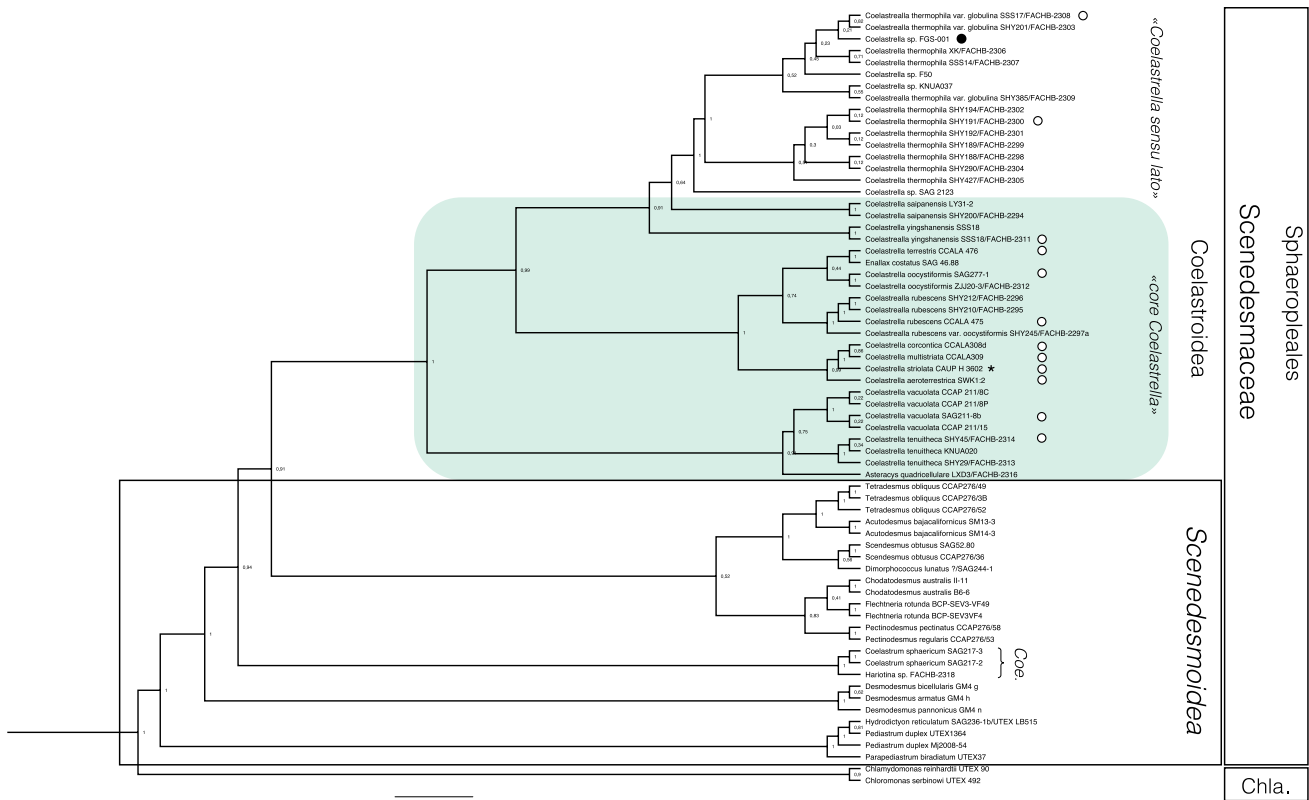 Coelastrealla thermophila var. globulina SSS17/FACHB-2308
Coelastrealla thermophila var. globulina SHY201/FACHB-2303
Coelastrella sp. FGS-001
Coelastrella thermophila XK/FACHB-2306
Coelastrella thermophila SSS14/FACHB-2307
Coelastrella sp. F50
Coelastrella sp. KNUA037
Coelastrealla thermophila var. globulina SHY385/FACHB-2309
Coelastrella thermophila SHY194/FACHB-2302
Coelastrella thermophila SHY191/FACHB-2300
Coelastrella thermophila SHY192/FACHB-2301
Coelastrella thermophila SHY189/FACHB-2299
Coelastrella thermophila SHY188/FACHB-2298
Coelastrella thermophila SHY290/FACHB-2304
Coelastrella thermophila SHY427/FACHB-2305
Coelastrella sp. SAG 2123
Coelastrella saipanensis LY31-2
Coelastrella saipanensis SHY200/FACHB-2294
Coelastrella yingshanensis SSS18
Coelastrealla yingshanensis SSS18/FACHB-2311
Coelastrella terrestris CCALA 476
Enallax costatus SAG 46.88
Coelastrella oocystiformis SAG277-1
Coelastrella oocystiformis ZJJ20-3/FACHB-2312
Coelastrealla rubescens SHY212/FACHB-2296
Coelastrealla rubescens SHY210/FACHB-2295
Coelastrella rubescens CCALA 475
Coelastrealla rubescens var. oocystiformis SHY245/FACHB-2297a
Coelastrella corcontica CCALA308d
Coelastrella multistriata CCALA309
Coelastrella striolata CAUP H 3602 *
Coelastrella aeroterrestrica SWK1:2
Coelastrella vacuolata CCAP 211/8C
Coelastrella vacuolata CCAP 211/8P
Coelastrella vacuolata SAG211-8b
Coelastrella vacuolata CCAP 211/15
Coelastrella tenuitheca SHY45/FACHB-2314
Coelastrella tenuitheca KNUA020
Coelastrella tenuitheca SHY29/FACHB-2313
Asteracys quadricellulare LXD3/FACHB-2316
Tetradesmus obliquus CCAP276/49
Tetradesmus obliquus CCAP276/3B
Tetradesmus obliquus CCAP276/52
Acutodesmus bajacalifornicus SM13-3
Acutodesmus bajacalifornicus SM14-3
Scendesmus obtusus SAG52.80
Scendesmus obtusus CCAP276/36
Dimorphococcus lunatus ?/SAG244-1
Chodatodesmus australis II-11
Chodatodesmus australis B6-6
Flechtneria rotunda BCP-SEV3-VF49
Flechtneria rotunda BCP-SEV3VF4
Pectinodesmus pectinatus CCAP276/58
Pectinodesmus regularis CCAP276/53
Coelastrum sphaericum SAG217-3
Coelastrum sphaericum SAG217-2
Hariotina sp. FACHB-2318
Desmodesmus bicellularis GM4 g
Desmodesmus armatus GM4 h
Desmodesmus pannonicus GM4 n
Hydrodictyon reticulatum SAG236-1b/UTEX LB515
Pediastrum duplex UTEX1364
Pediastrum duplex Mj2008-54
Parapediastrum biradiatum UTEX37
Chlamydomonas reinhardtii UTEX 90
Chloromonas serbinowi UTEX 492
«Coelastrella sensu lato»
«core Coelastrella»
Coe.
Coelastroidea
Scenedesmoidea
Scenedesmaceae
Sphaeropleales
Chla.